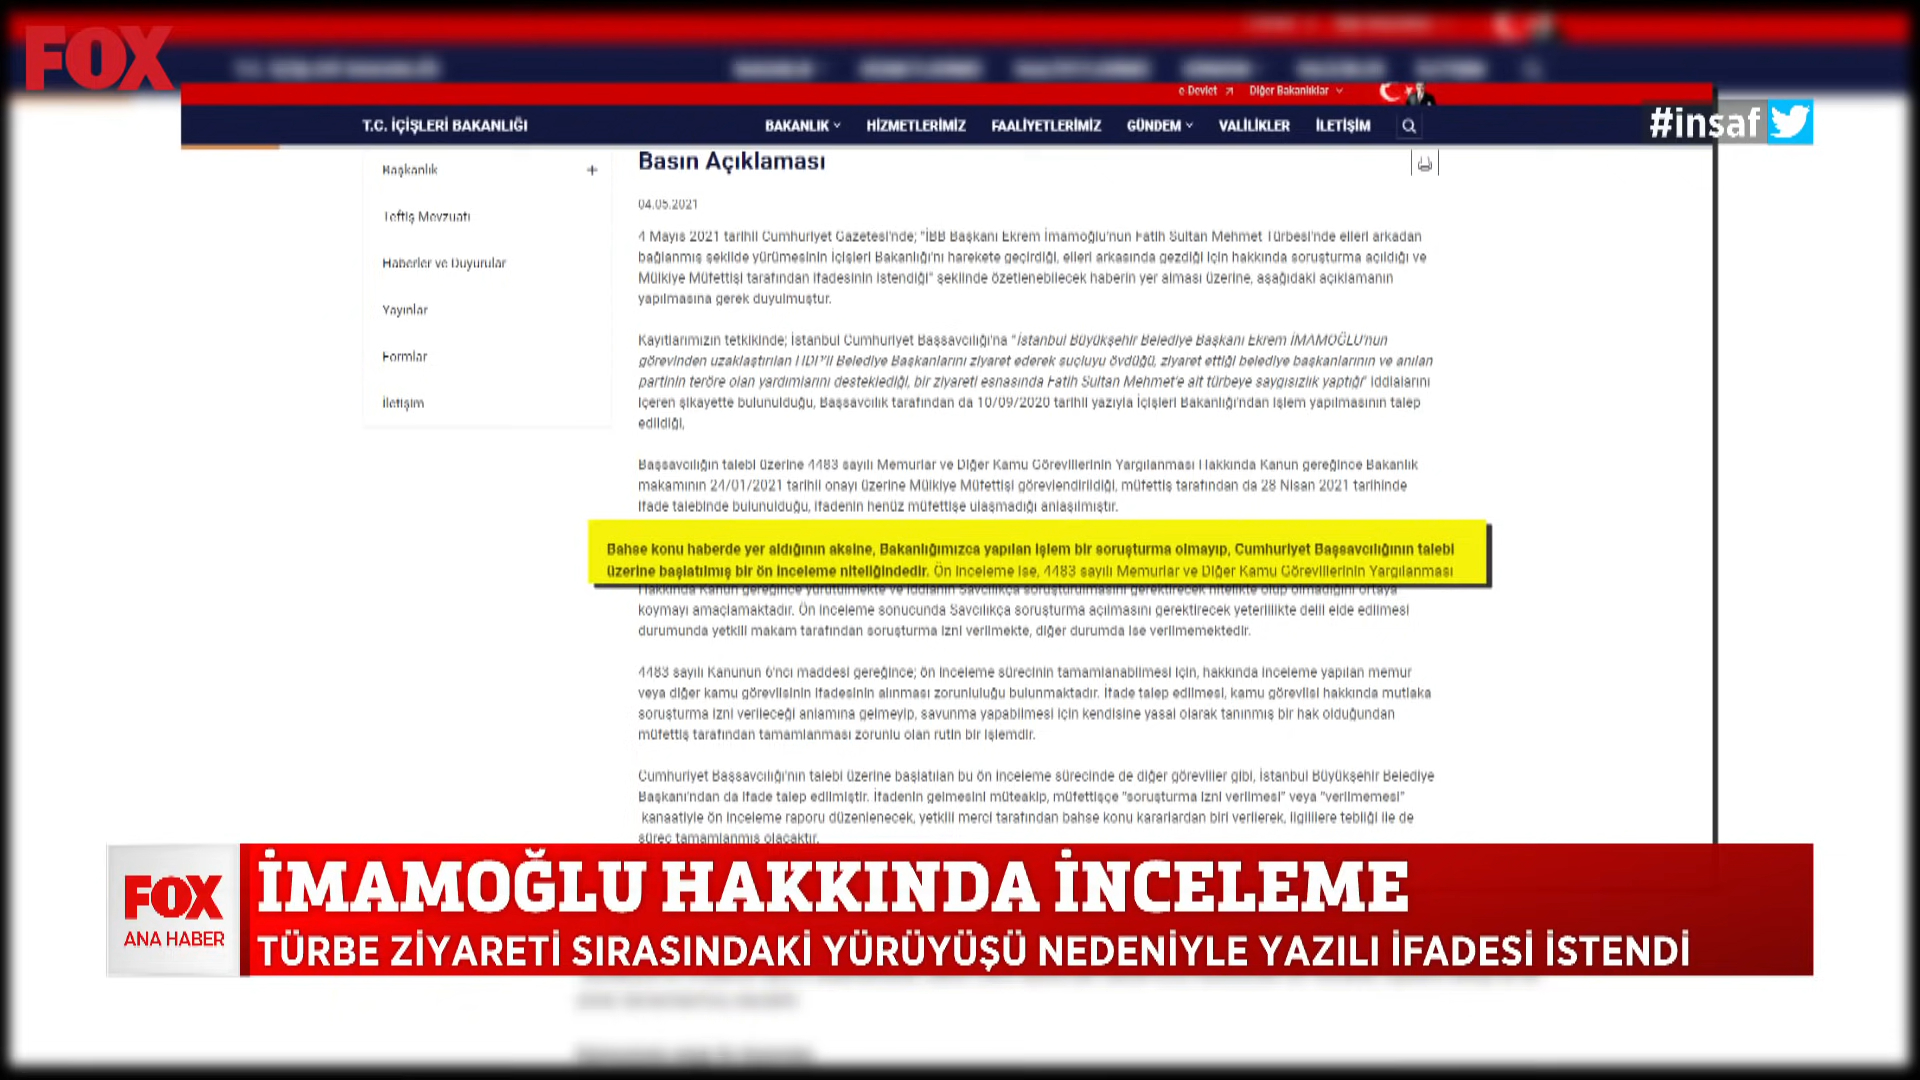 FOX
e-Devlet
Diğer Bakanlıklar
T.C. İÇİŞLERİ BAKANLIĞI
BAKANLIK
HİZMETLERİMİZ
FAALİYETLERİMİZ
GÜNDEM
VALİLİKLER
İLETİŞİM
#insaf
Başkanlık
+
Teftiş Mevzuatı
Haberler ve Duyurular
Yayınlar
Formlar
İletişim
Basın Açıklaması
04.05.2021
4 Mayıs 2021 tarihli Cumhuriyet Gazetesi'nde; "İBB Başkanı Ekrem İmamoğlu'nun Fatih Sultan Mehmet Türbesi'nde elleri arkadan
bağlanmış şekilde yürümesinin İçişleri Bakanlığı'nı harekete geçirdiği, elleri arkasında gezdiği için hakkında soruşturma açıldığı ve
Mülkiye Müfettişi tarafından ifadesinin istendiği" şeklinde özetlenebilecek haberin yer alması üzerine, aşağıdaki açıklamanın
yapılmasına gerek duyulmuştur.
Kayıtlarımızın tetkikinde; İstanbul Cumhuriyet Başsavcılığı'na "İstanbul Büyükşehir Belediye Başkanı Ekrem İMAMOĞLU'nun
görevinden uzaklaştırılan HDP'li Belediye Başkanlarını ziyaret ederek suçluyu övdüğü, ziyaret ettiği belediye başkanlarının ve anılan
partinin teröre olan yardımlarını desteklediği, bir ziyareti esnasında Fatih Sultan Mehmet'e ait türbeye saygısızlık yaptığı" iddialarını
içeren şikayette bulunulduğu, Başsavcılık tarafından da 10/09/2020 tarihli yazıyla İçişleri Bakanlığı'ndan işlem yapılmasının talep
edildiği,
Başsavcılığın talebi üzerine 4483 sayılı Memurlar ve Diğer Kamu Görevlilerinin Yargılanması Hakkında Kanun gereğince Bakanlık
makamının 24/01/2021 tarihli onayı üzerine Mülkiye Müfettişi görevlendirildiği, müfettiş tarafından da 28 Nisan 2021 tarihinde
ifade talebinde bulunulduğu, ifadenin henüz müfettişe ulaşmadığı anlaşılmıştır.
Bahse konu haberde yer aldığının aksine, Bakanlığımızca yapılan işlem bir soruşturma olmayıp, Cumhuriyet Başsavcılığının talebi
üzerine başlatılmış bir ön inceleme niteliğindedir. Ön inceleme ise, 4483 sayılı Memurlar ve Diğer Kamu Görevlilerinin Yargılanması
Hakkında Kanun gereğince yürütülmekte ve iddianın Savcılıkça soruşturulmasını gerektirecek nitelikte olup olmadığını ortaya
koymayı amaçlamaktadır. Ön inceleme sonucunda Savcılıkça soruşturma açılmasını gerektirecek yeterlilikte delil elde edilmesi
durumunda yetkili makam tarafından soruşturma izni verilmekte, diğer durumda ise verilmemektedir.
4483 sayılı Kanunun 6'ncı maddesi gereğince; ön inceleme sürecinin tamamlanabilmesi için, hakkında inceleme yapılan memur
veya diğer kamu görevlisinin ifadesinin alınması zorunluluğu bulunmaktadır. İfade talep edilmesi, kamu görevlisi hakkında mutlaka
soruşturma izni verileceği anlamına gelmeyip, savunma yapabilmesi için kendisine yasal olarak tanınmış bir hak olduğundan
müfettiş tarafından tamamlanması zorunlu olan rutin bir işlemdir.
Cumhuriyet Başsavcılığı'nın talebi üzerine başlatılan bu ön inceleme sürecinde de diğer görevliler gibi, İstanbul Büyükşehir Belediye
Başkanı'ndan da ifade talep edilmiştir. İfadenin gelmesini müteakip, müfettişçe "soruşturma izni verilmesi" veya "verilmemesi"
kanaatiyle ön inceleme raporu düzenlenecek, yetkili merci tarafından bahse konu kararlardan biri verilerek, ilgililere tebliği ile de
süreç tamamlanmış olacaktır.
FOX
ANA HABER
İMAMOĞLU HAKKINDA İNCELEME
TÜRBE ZİYARETİ SIRASINDAKİ YÜRÜYÜŞÜ NEDENİYLE YAZILI İFADESİ İSTENDİ